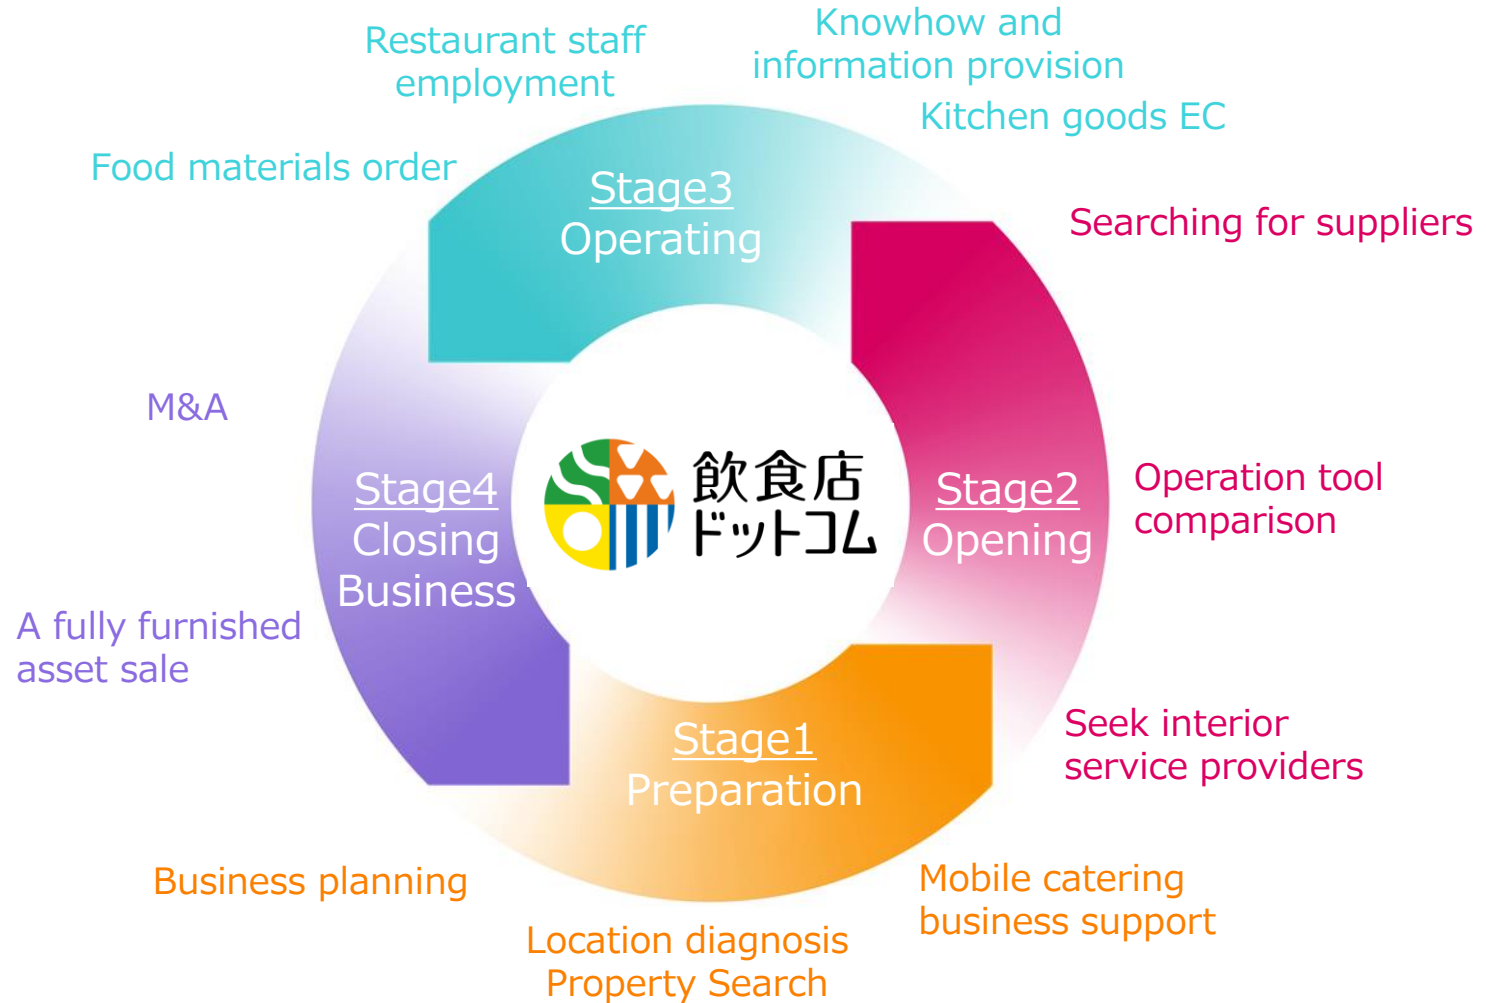 Restaurant staff
employment
Knowhow and
information provision
Kitchen goods EC
Food materials order
Stage3
Operating
Searching for suppliers
M&A
Stage4
Closing
Business
飲食店
ドットコム
Stage2
Opening
Operation tool
comparison
A fully furnished
asset sale
Stage1
Preparation
Seek interior
service providers
Business planning
Mobile catering
business support
Location diagnosis
Property Search